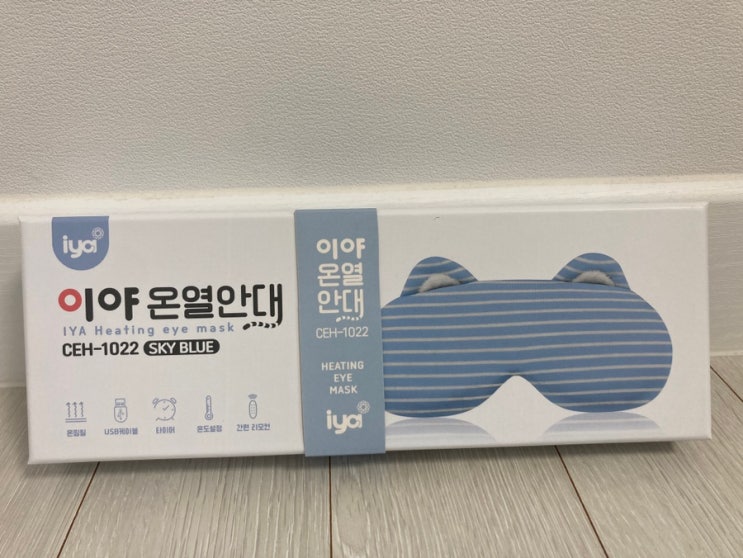 iya
이야 온열안대
IYA Heating eye mask
CEH-1022 SKY BLUE
온찜질
USB케이블
타이머
온도설정
간편 리모컨
이야
온열
안대
CEH-1022
HEATING
EYE
MASK
iya